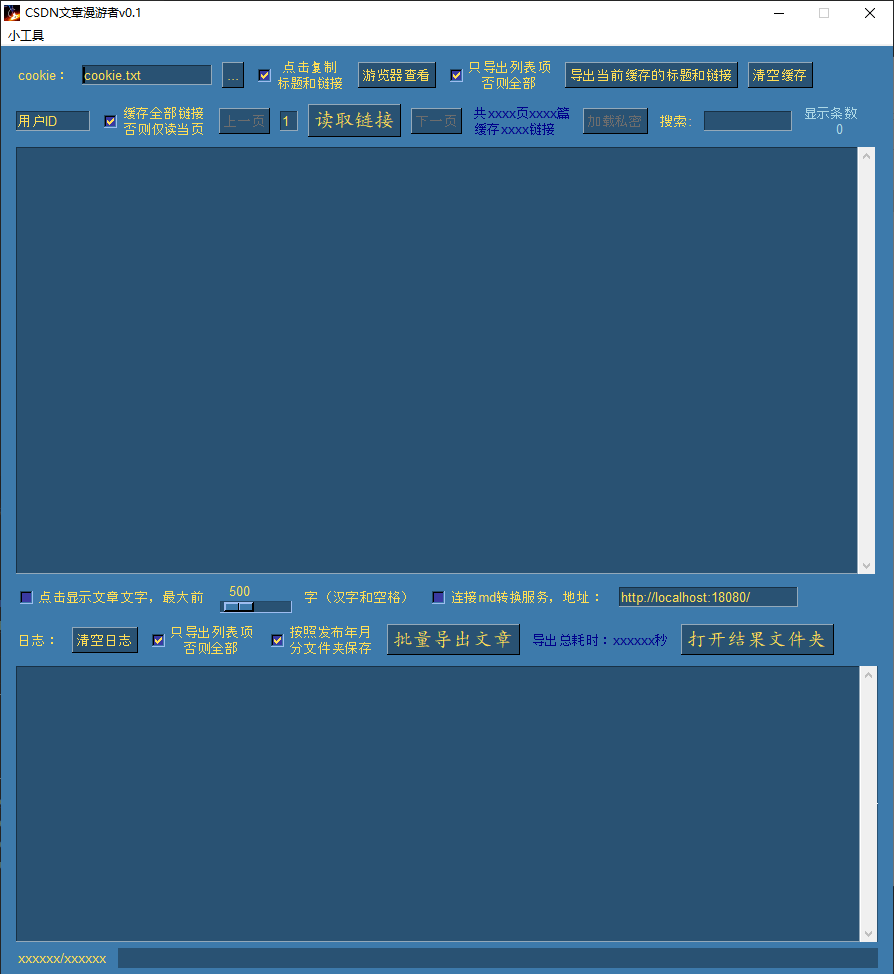 CSDN文章漫游者v0.1
小工具
cookie： cookie.txt ... 点击复制 标题和链接 游览器查看 只导出列表项 否则全部 导出当前缓存的标题和链接 清空缓存
用户ID 缓存全部链接 否则仅读当页 上一页 1 读取链接 下一页 共xxxx页xxxx篇 缓存xxxx链接 加载私密 搜索: 显示条数 0
点击显示文章文字，最大前 500 字（汉字和空格） 连接md转换服务，地址： http://localhost:18080/
日志： 清空日志 只导出列表项 否则全部 按照发布年月 分文件夹保存 批量导出文章 导出总耗时：xxxxxx秒 打开结果文件夹
xxxxxx/xxxxxx